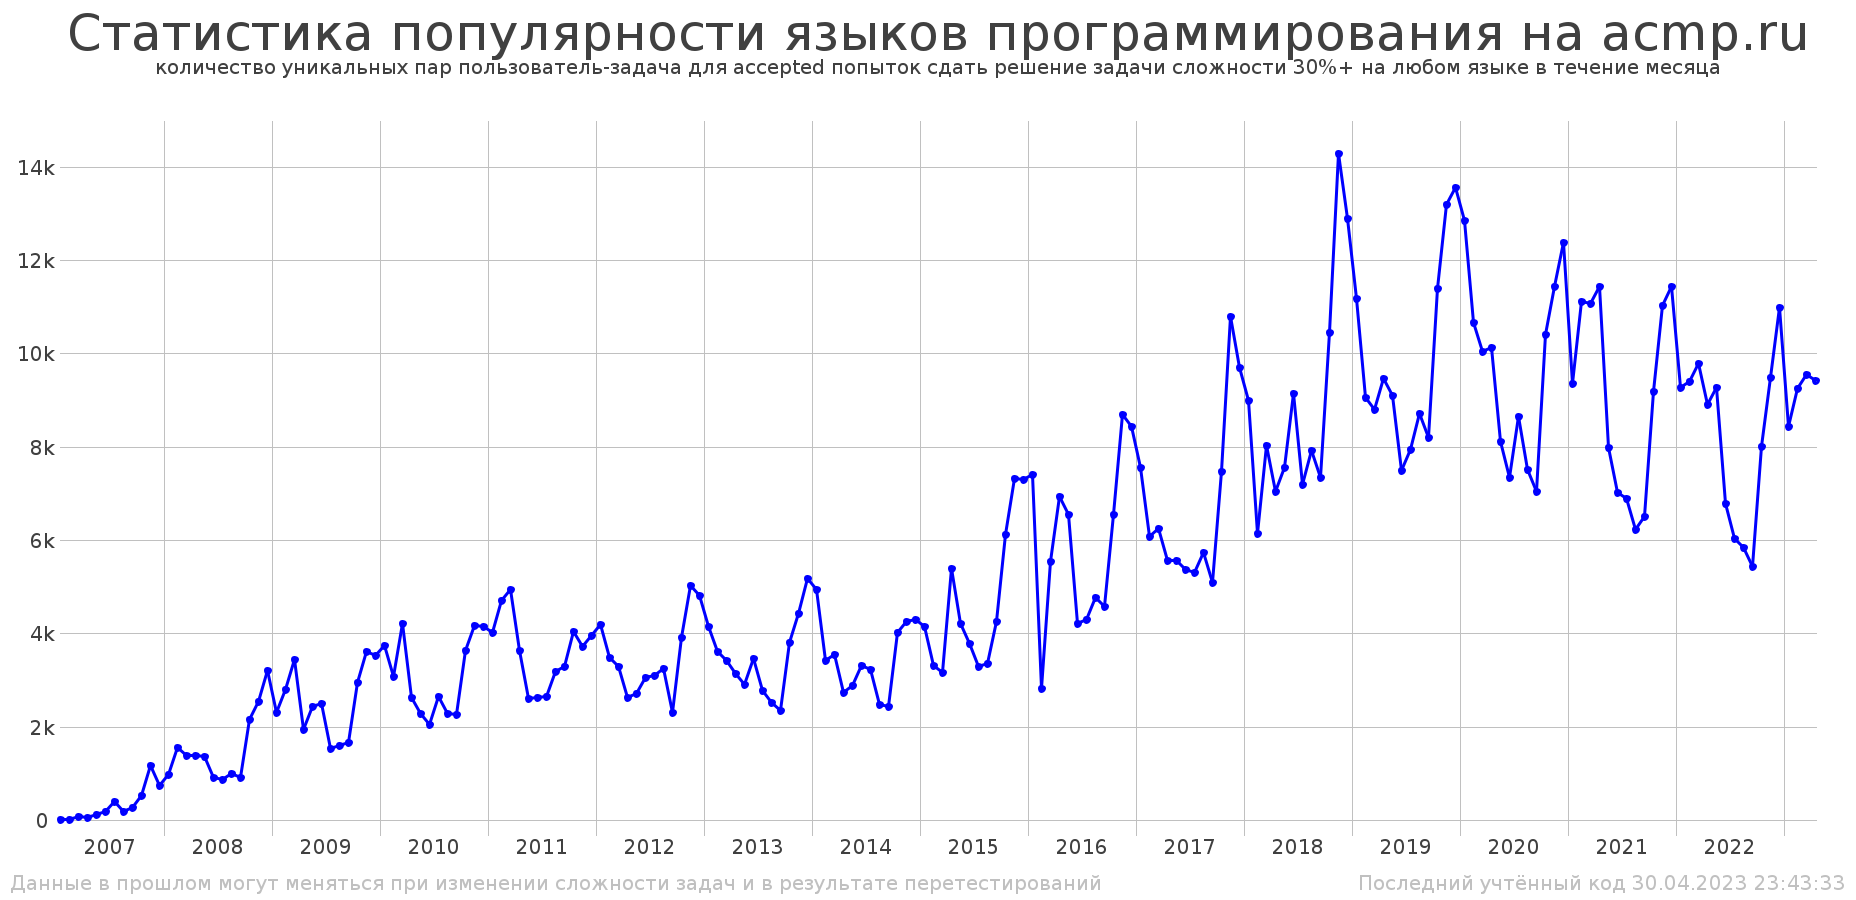 Статистика популярности языков программирования на acmp.ru
количество уникальных пар пользователь-задача для accepted попыток сдать решение задачи сложности 30%+ на любом языке в течение месяца
14k
12k
10k
8k
6k
4k
2k
0
2007 2008 2009 2010 2011 2012 2013 2014 2015 2016 2017 2018 2019 2020 2021 2022
Данные в прошлом могут меняться при изменении сложности задач и в результате перетестирований
Последний учтённый код 30.04.2023 23:43:33